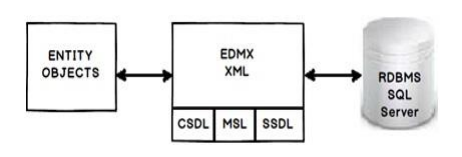 ENTITY
OBJECTS
EDMX
XML
CSDL MSL SSDL
RDBMS
SQL
Server